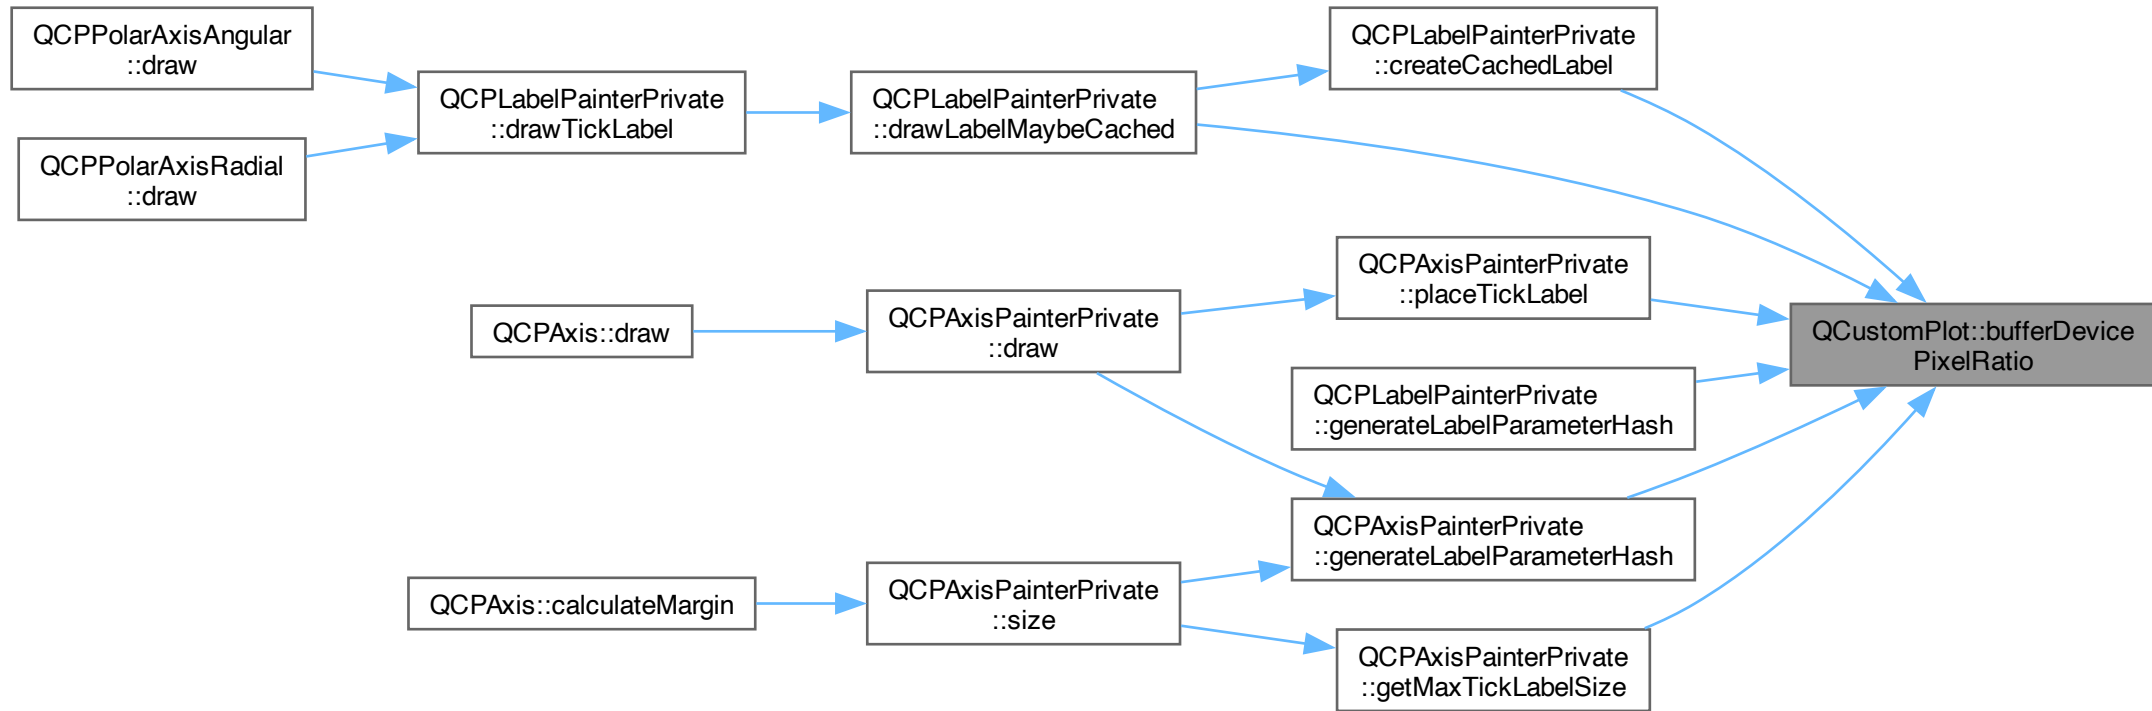 QCPPolarAxisAngular
::draw
QCPPolarAxisRadial
::draw
QCPLabelPainterPrivate
::drawTickLabel
QCPLabelPainterPrivate
::drawLabelMaybeCached
QCPLabelPainterPrivate
::createCachedLabel
QCPAxis::draw
QCPAxisPainterPrivate
::draw
QCPAxisPainterPrivate
::placeTickLabel
QCPLabelPainterPrivate
::generateLabelParameterHash
QCustomPlot::bufferDevice
PixelRatio
QCPAxisPainterPrivate
::generateLabelParameterHash
QCPAxis::calculateMargin
QCPAxisPainterPrivate
::size
QCPAxisPainterPrivate
::getMaxTickLabelSize